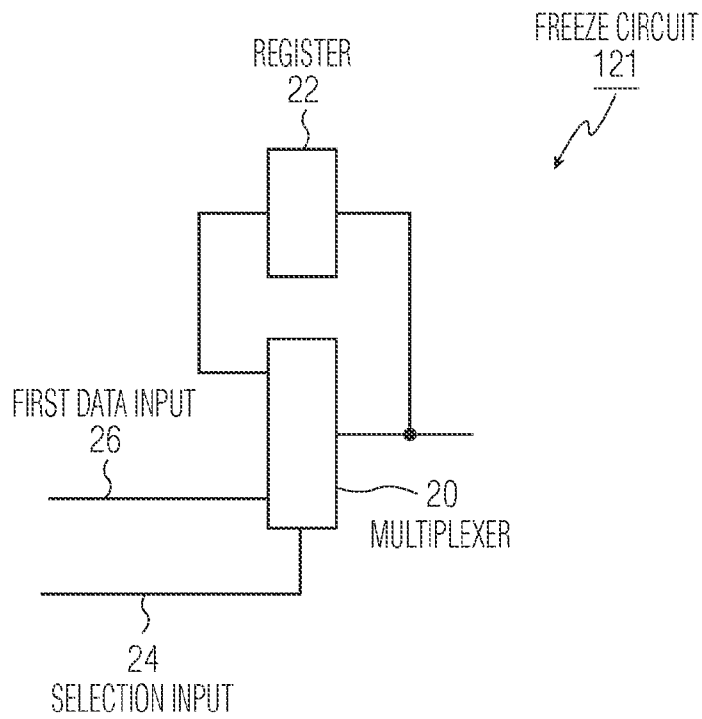 FREEZE CIRCUIT
121
REGISTER
22
FIRST DATA INPUT
26
20
MULTIPLEXER
24
SELECTION INPUT